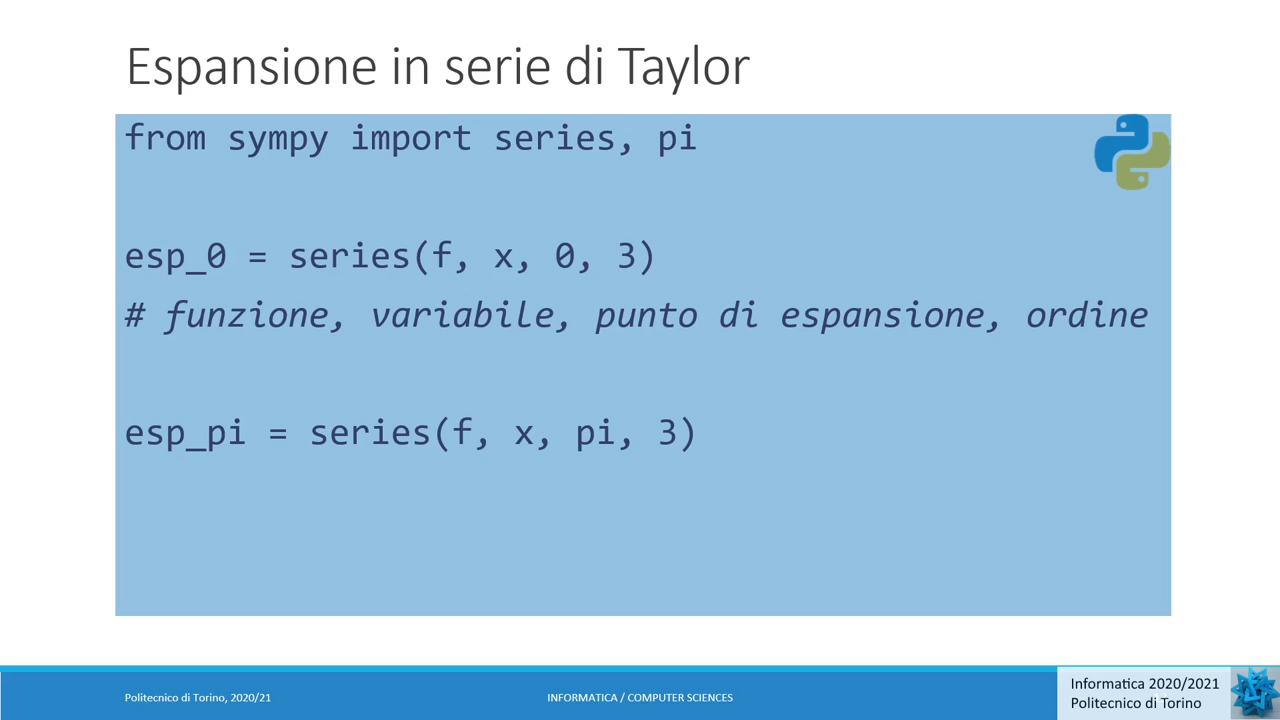 Espansione in serie di Taylor
from sympy import series, pi
esp_0 = series(f, x, 0, 3)
# funzione, variabile, punto di espansione, ordine
esp_pi = series(f, x, pi, 3)
Politecnico di Torino, 2020/21
INFORMATICA / COMPUTER SCIENCES
Informatica 2020/2021
Politecnico di Torino